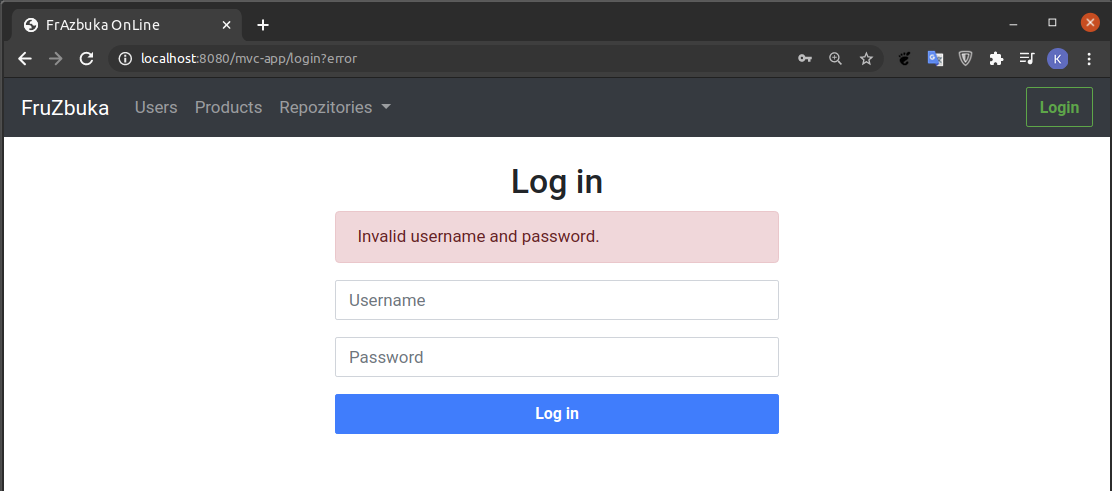 FrAzbuka OnLine
localhost:8080/mvc-app/login?error
K
FruZbuka Users Products Repozitories Login
Log in
Invalid username and password.
Username
Password
Log in